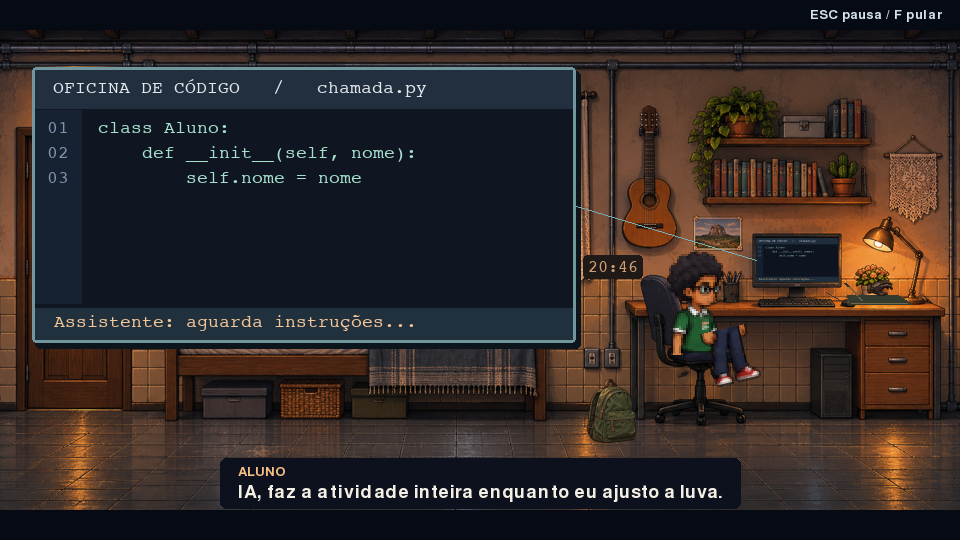 ESC pausa / F pular
OFICINA DE CÓDIGO / chamada.py
01 class Aluno:
02 def __init__(self, nome):
03 self.nome = nome
Assistente: aguarda instruções...
20:46
ALUNO
IA, faz a atividade inteira enquanto eu ajusto a luva.